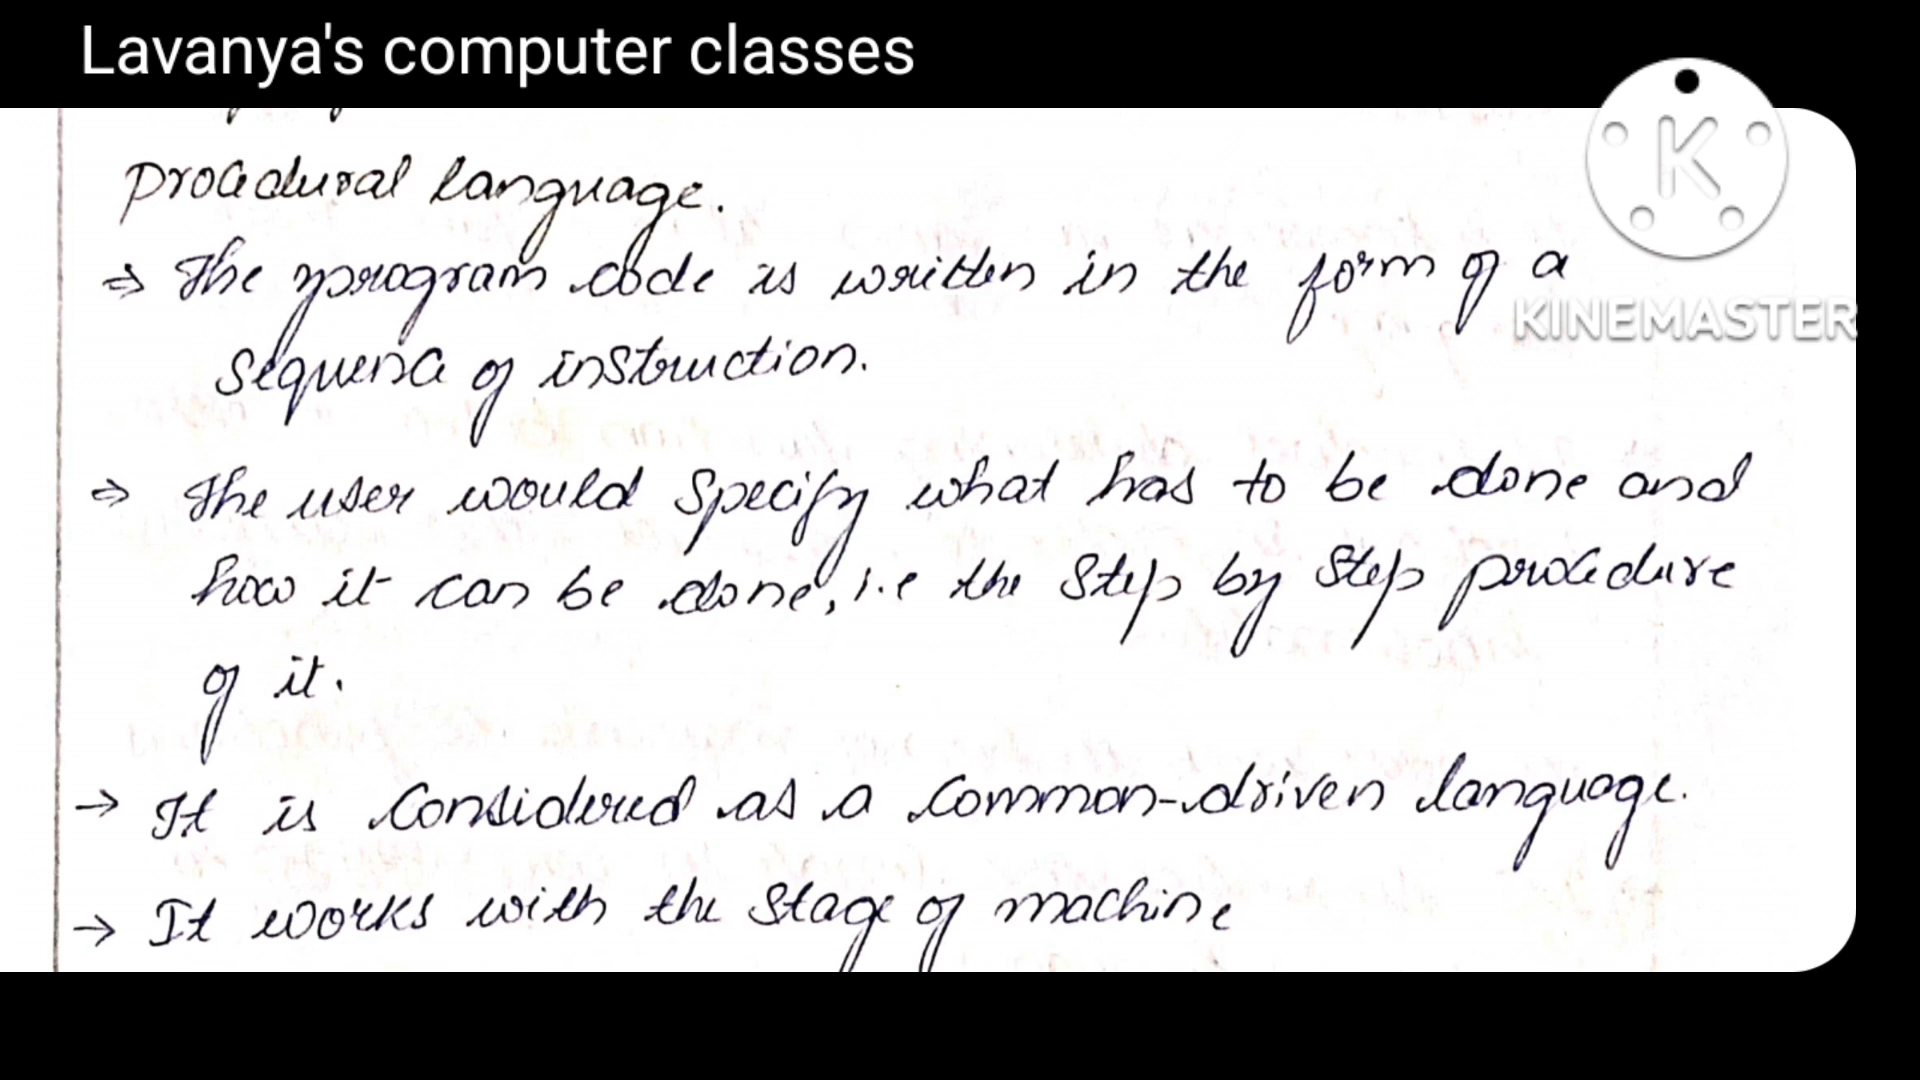 Lavanya's computer classes
K
KINEMASTER
procedural language.
⇒ The program code is written in the form of a
sequence of instruction.
⇒ The user would specify what has to be done and
how it can be done, i.e the step by step procedure
of it.
→ It is considered as a common-driven language.
→ It works with the stage of machine